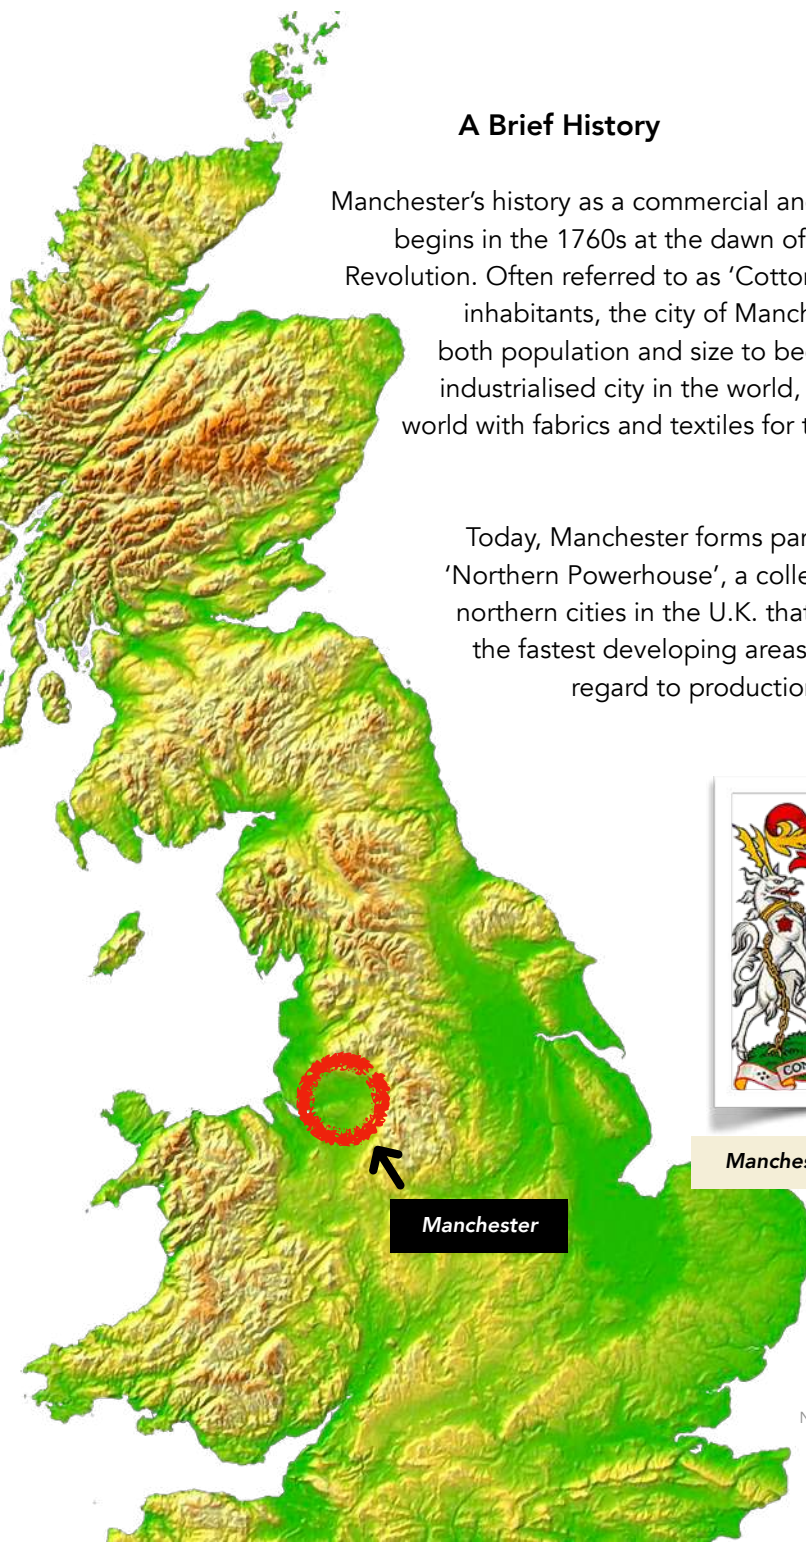 A Brief History
Manchester’s history as a commercial an
begins in the 1760s at the dawn of
Revolution. Often referred to as ‘Cotto
inhabitants, the city of Manch
both population and size to be
industrialised city in the world,
world with fabrics and textiles for t
Today, Manchester forms par
‘Northern Powerhouse’, a colle
northern cities in the U.K. that
the fastest developing areas
regard to production
CON
Manches
Manchester
N